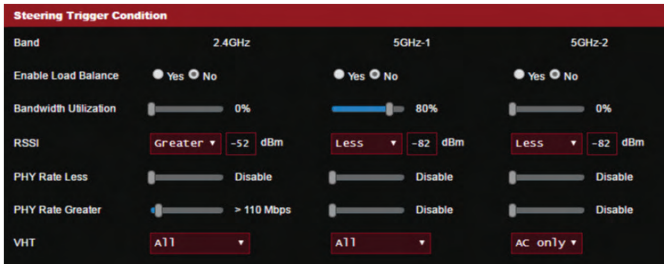 Steering Trigger Condition
Band 2.4GHz 5GHz-1 5GHz-2
Enable Load Balance Yes No Yes No Yes No
Bandwidth Utilization 0% 80% 0%
RSSI Greater -52 dBm Less -82 dBm Less -82 dBm
PHY Rate Less Disable Disable Disable
PHY Rate Greater > 110 Mbps Disable Disable
VHT All All AC only